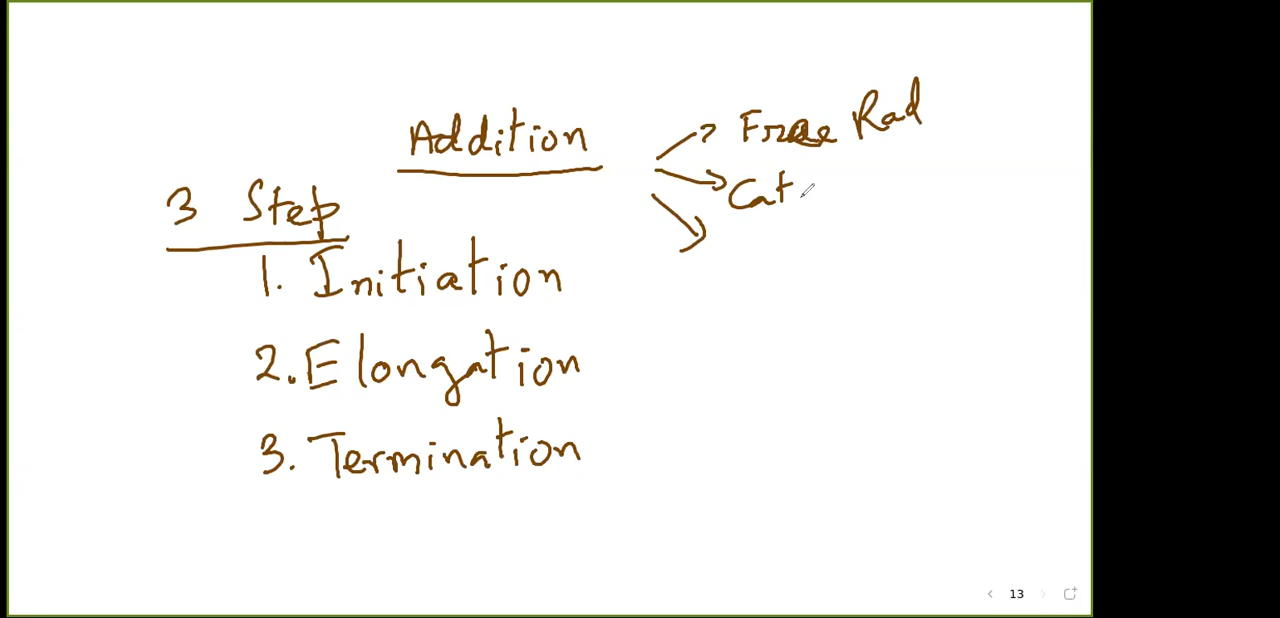 Addition
Free Rad
Cat
3 Step
1. Initiation
2. Elongation
3. Termination
13